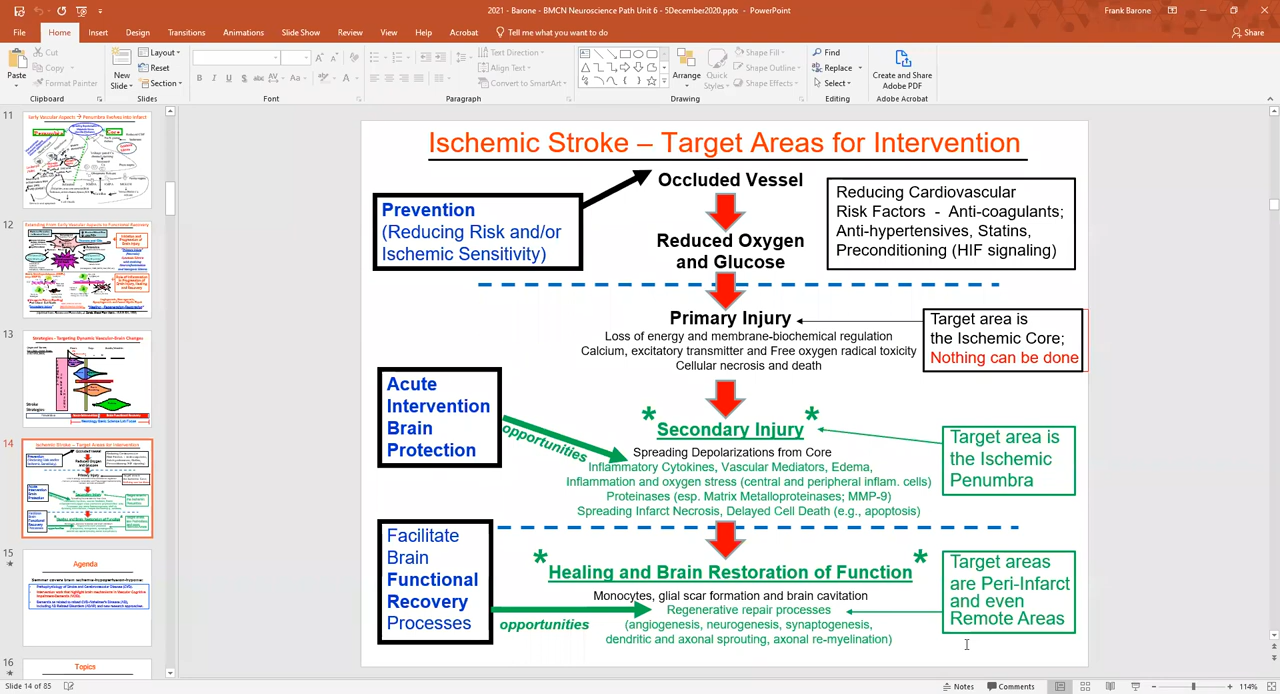 2021 - Barone - BMCN Neuroscience Path Unit 6 - 5December2020.pptx - PowerPoint
Frank Barone
File Home Insert Design Transitions Animations Slide Show Review View Help Acrobat Tell me what you want to do Share
Paste
Cut
Copy
Format Painter
Clipboard
New Slide
Layout
Reset
Section
Slides
Font
Text Direction
Align Text
Convert to SmartArt
Paragraph
Arrange
Quick Styles
Shape Fill
Shape Outline
Shape Effects
Drawing
Find
Replace
Select
Editing
Create and Share
Adobe PDF
Adobe Acrobat
11
12
13
14
15
Agenda
16
Topics
Ischemic Stroke – Target Areas for Intervention
Occluded Vessel
Prevention
(Reducing Risk and/or
Ischemic Sensitivity)
Reducing Cardiovascular
Risk Factors - Anti-coagulants;
Anti-hypertensives, Statins,
Preconditioning (HIF signaling)
Reduced Oxygen
and Glucose
Primary Injury
Loss of energy and membrane-biochemical regulation
Calcium, excitatory transmitter and Free oxygen radical toxicity
Cellular necrosis and death
Target area is
the Ischemic Core;
Nothing can be done
Acute
Intervention
Brain
Protection
opportunities
* Secondary Injury *
Spreading Depolarizations from Core
Inflammatory Cytokines, Vascular Mediators, Edema,
Inflammation and oxygen stress (central and peripheral inflam. cells)
Proteinases (esp. Matrix Metalloproteinases; MMP-9)
Spreading Infarct Necrosis, Delayed Cell Death (e.g., apoptosis)
Target area is
the Ischemic
Penumbra
Facilitate
Brain
Functional
Recovery
Processes
opportunities
* Healing and Brain Restoration of Function *
Monocytes, glial scar formation and brain cavitation
Regenerative repair processes
(angiogenesis, neurogenesis, synaptogenesis,
dendritic and axonal sprouting, axonal re-myelination)
Target areas
are Peri-Infarct
and even
Remote Areas
Slide 14 of 85
Notes
Comments
114%